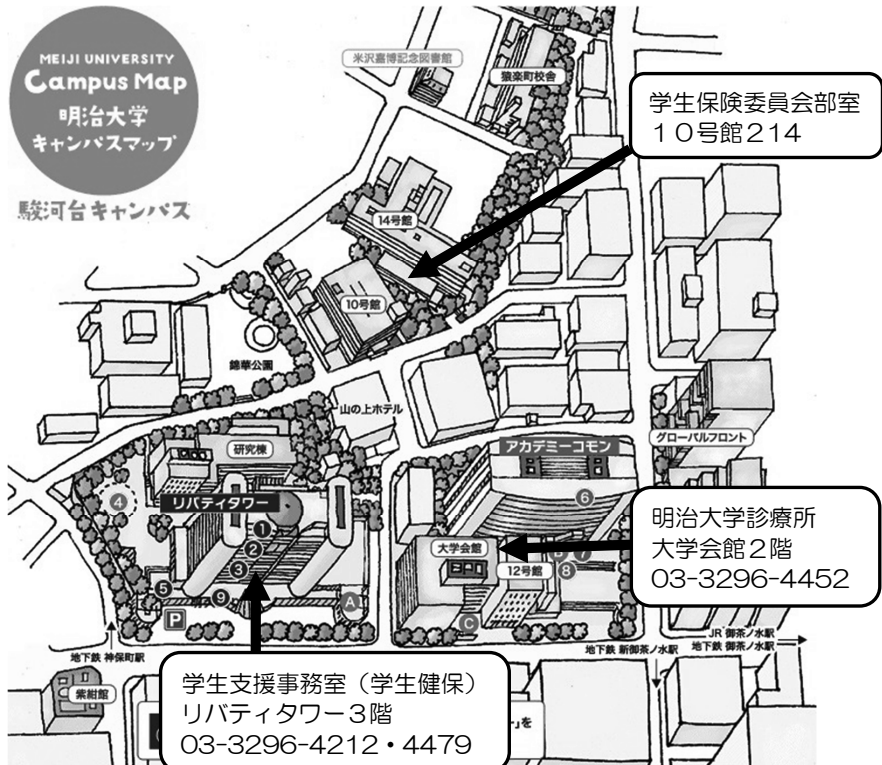 MEIJI UNIVERSITY
Campus Map
明治大学
キャンパスマップ
駿河台キャンパス
米沢嘉博記念図書館
猿楽町校舎
学生保険委員会部室
10号館214
14号館
10号館
錦華公園
山の上ホテル
研究棟
アカデミーコモン
グローバルフロント
リバティタワー
4
1
2
3
5
9
P
A
6
大学会館
7
12号館
8
C
明治大学診療所
大学会館2階
03-3296-4452
JR 御茶ノ水駅
地下鉄 神保町駅
地下鉄 新御茶ノ水駅
地下鉄 御茶ノ水駅
紫紺館
学生支援事務室（学生健保）
リバティタワー3階
03-3296-4212・4479